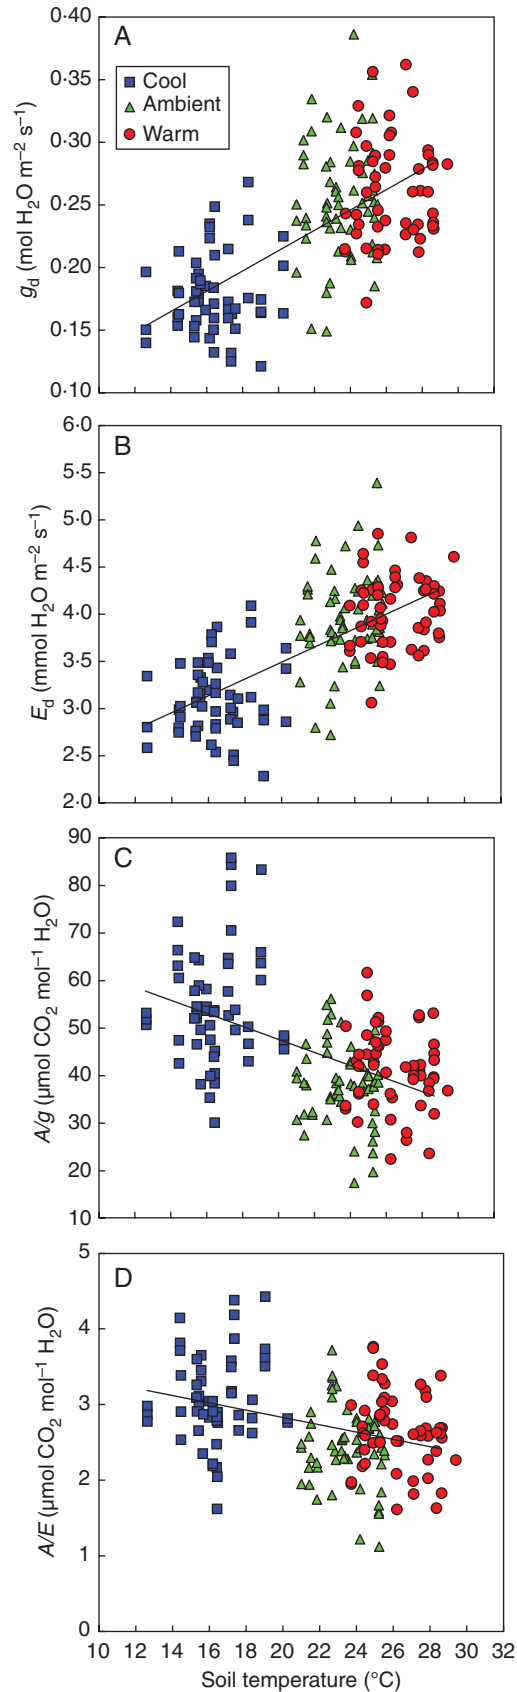 A
0·40
0·35
0·30
0·25
0·20
0·15
0·10
g_d (mol H₂O m⁻² s⁻¹)
Cool
Ambient
Warm
B
6·0
5·5
5·0
4·5
4·0
3·5
3·0
2·5
2·0
E_d (mmol H₂O m⁻² s⁻¹)
C
90
80
70
60
50
40
30
20
10
A/g (µmol CO₂ mol⁻¹ H₂O)
D
5
4
3
2
1
0
A/E (µmol CO₂ mol⁻¹ H₂O)
10 12 14 16 18 20 22 24 26 28 30 32
Soil temperature (°C)